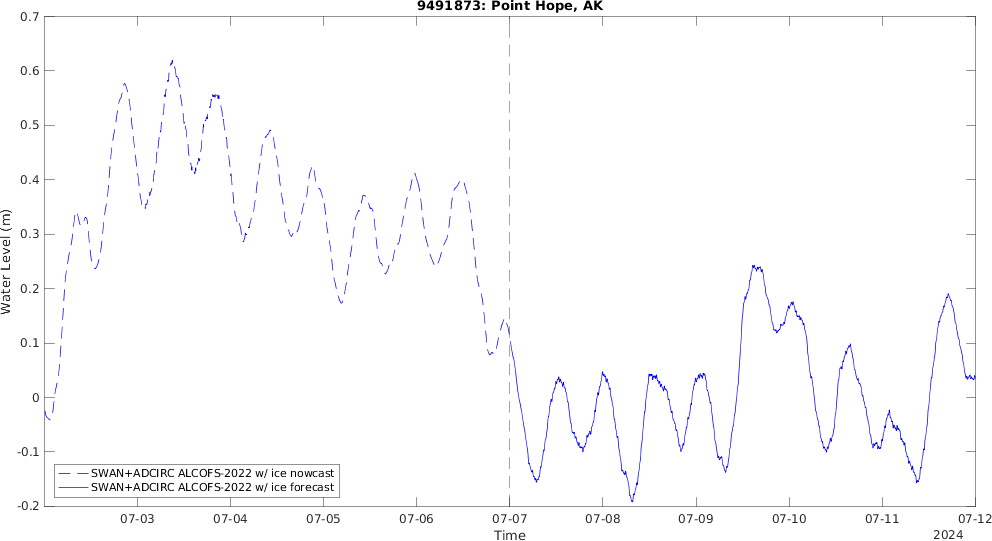 9491873: Point Hope, AK
0.7
0.6
0.5
0.4
0.3
0.2
0.1
0
-0.1
-0.2
Water Level (m)
SWAN+ADCIRC ALCOFS-2022 w/ ice nowcast
SWAN+ADCIRC ALCOFS-2022 w/ ice forecast
07-03 07-04 07-05 07-06 07-07 07-08 07-09 07-10 07-11 07-12
Time
2024